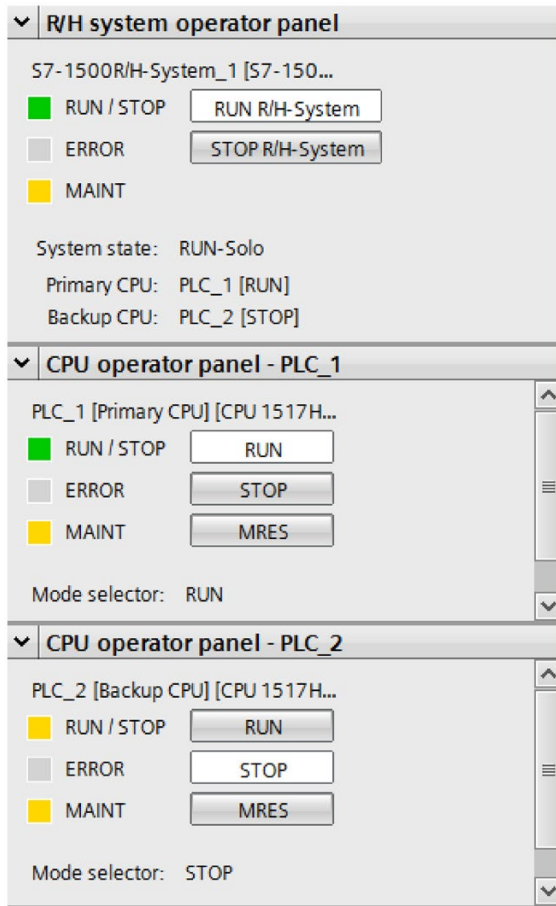 R/H system operator panel
S7-1500R/H-System_1 [S7-150...
RUN / STOP RUN R/H-System
ERROR STOP R/H-System
MAINT
System state: RUN-Solo
Primary CPU: PLC_1 [RUN]
Backup CPU: PLC_2 [STOP]
CPU operator panel - PLC_1
PLC_1 [Primary CPU] [CPU 1517H...
RUN / STOP RUN
ERROR STOP
MAINT MRES
Mode selector: RUN
CPU operator panel - PLC_2
PLC_2 [Backup CPU] [CPU 1517H...
RUN / STOP RUN
ERROR STOP
MAINT MRES
Mode selector: STOP